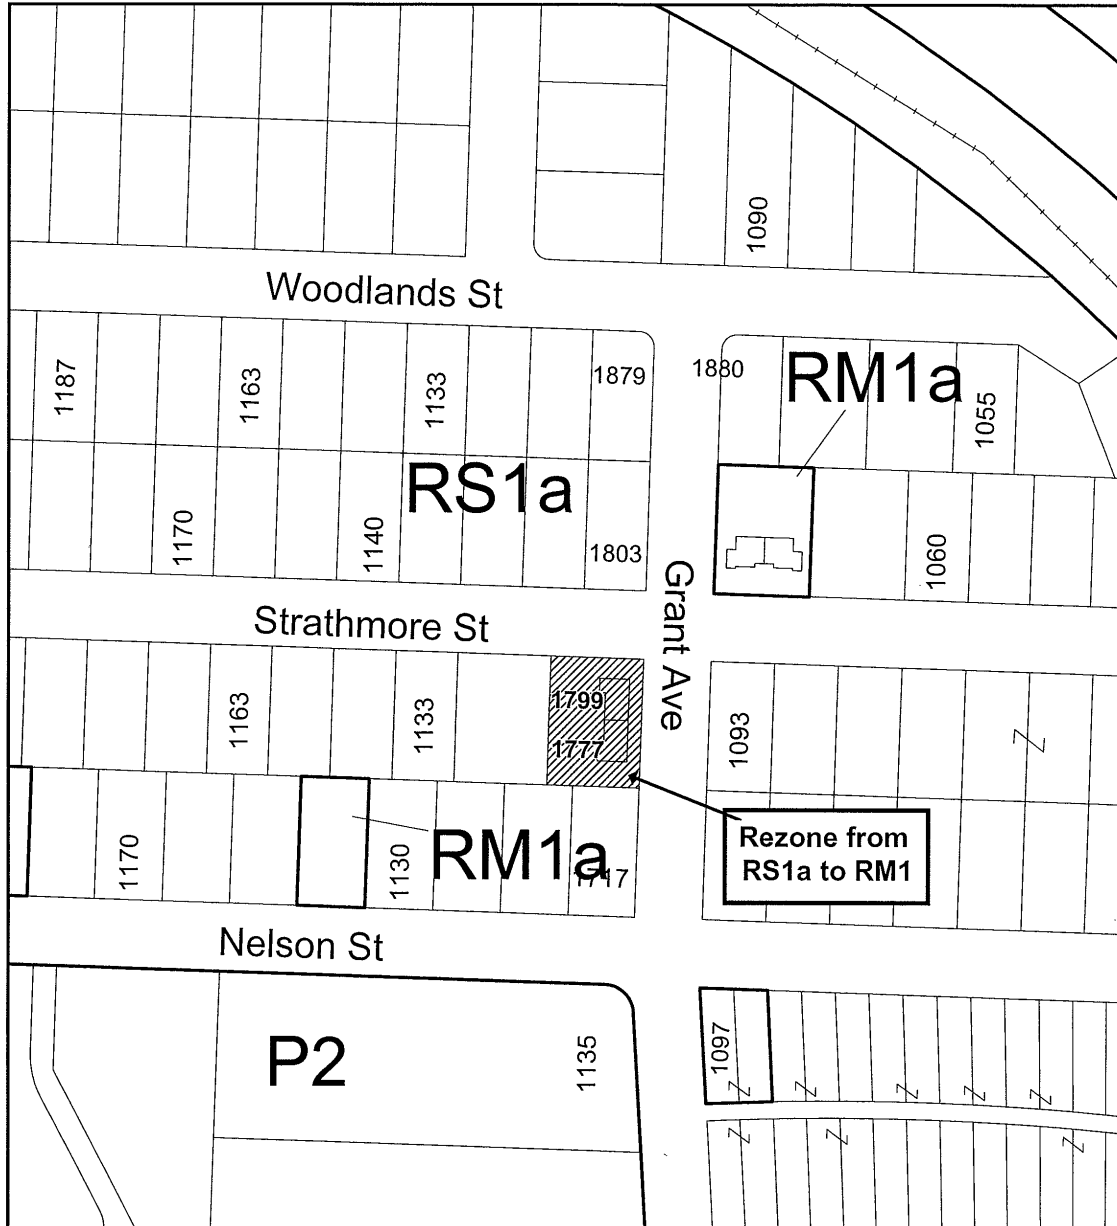 1090
Woodlands St
1187
1163
1133
1879
1880
RM1a
1055
RS1a
1170
1140
1803
1060
Grant Ave
Strathmore St
1163
1133
1799
1777
1093
Rezone from
RS1a to RM1
1170
1130
RM1a
1717
Nelson St
P2
1135
1097